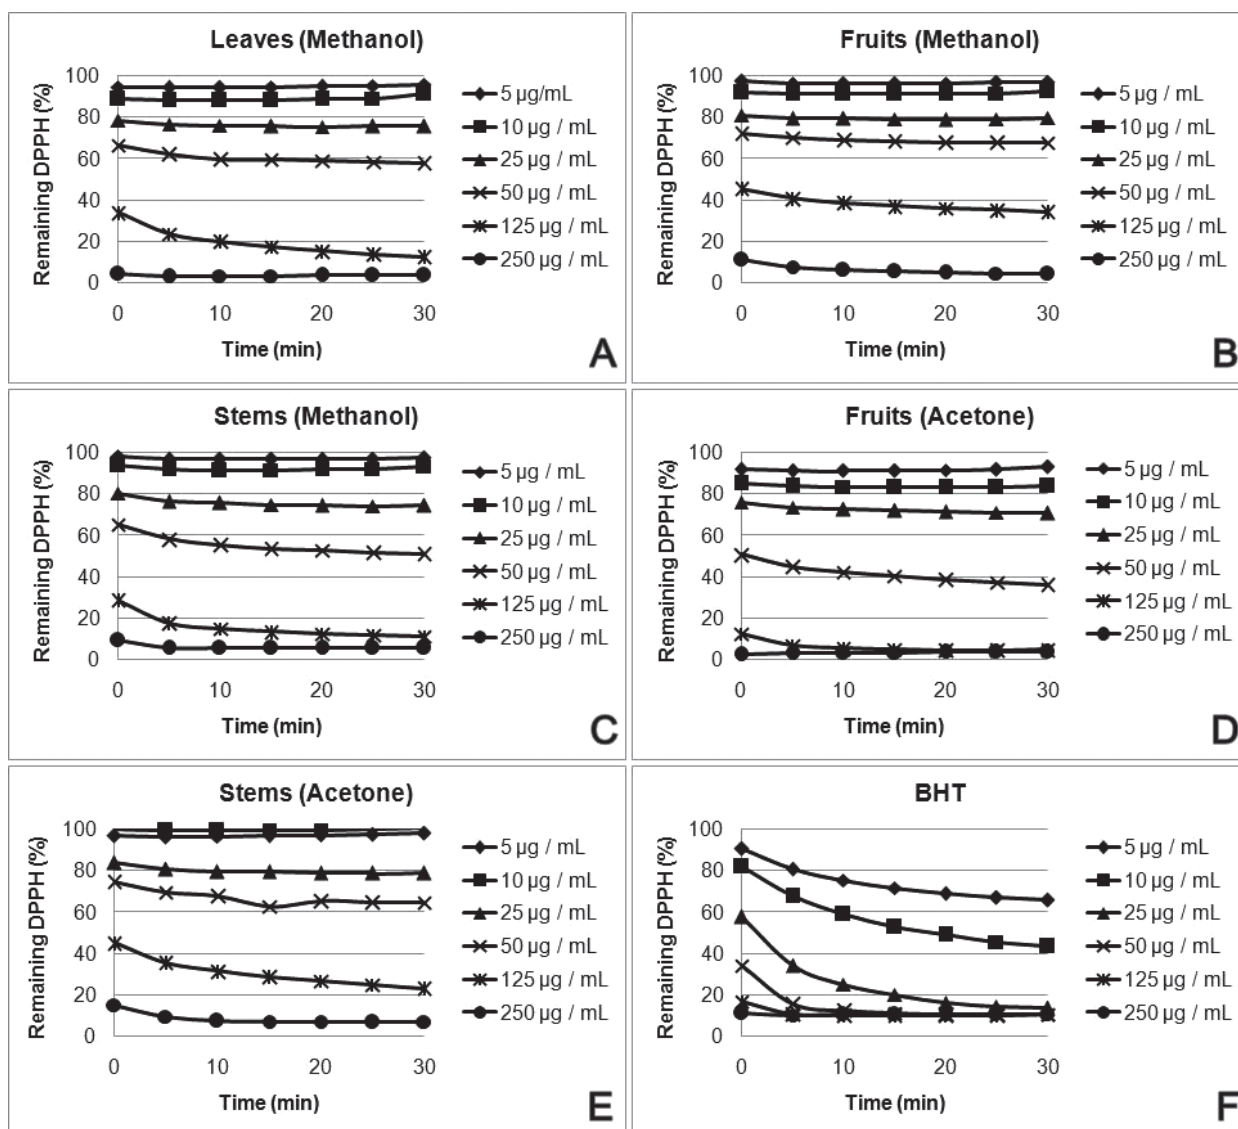 Leaves (Methanol)
Remaining DPPH (%)
100
80
60
40
20
0
0 10 20 30
Time (min)
5 µg/mL
10 µg / mL
25 µg / mL
50 µg / mL
125 µg / mL
250 µg / mL
A
Fruits (Methanol)
Remaining DPPH (%)
100
80
60
40
20
0
0 10 20 30
Time (min)
5 µg / mL
10 µg / mL
25 µg / mL
50 µg / mL
125 µg / mL
250 µg / mL
B
Stems (Methanol)
Remaining DPPH (%)
100
80
60
40
20
0
0 10 20 30
Time (min)
5 µg / mL
10 µg / mL
25 µg / mL
50 µg / mL
125 µg / mL
250 µg / mL
C
Fruits (Acetone)
Remaining DPPH (%)
100
80
60
40
20
0
0 10 20 30
Time (min)
5 µg / mL
10 µg / mL
25 µg / mL
50 µg / mL
125 µg / mL
250 µg / mL
D
Stems (Acetone)
Remaining DPPH (%)
100
80
60
40
20
0
0 10 20 30
Time (min)
5 µg / mL
10 µg / mL
25 µg / mL
50 µg / mL
125 µg / mL
250 µg / mL
E
BHT
Remaining DPPH (%)
100
80
60
40
20
0
0 10 20 30
Time (min)
5 µg / mL
10 µg / mL
25 µg / mL
50 µg / mL
125 µg / mL
250 µg / mL
F